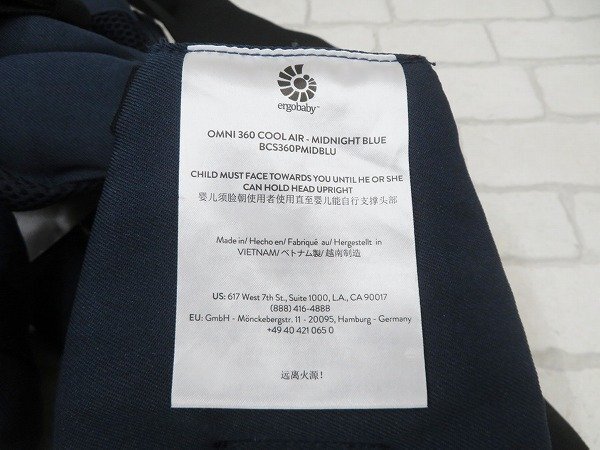 ergobaby™
OMNI 360 COOL AIR - MIDNIGHT BLUE
BCS360PMIDBLU
CHILD MUST FACE TOWARDS YOU UNTIL HE OR SHE
CAN HOLD HEAD UPRIGHT
婴儿须脸朝使用者使用直至婴儿能自行支撑头部
Made in/ Hecho en/ Fabriqué au/ Hergestellt in
VIETNAM/ ベトナム製/ 越南制造
US: 617 West 7th St., Suite 1000, L.A., CA 90017
(888) 416-4888
EU: GmbH - Mönckebergstr. 11 - 20095, Hamburg - Germany
+49 40 421 065 0
远离火源!